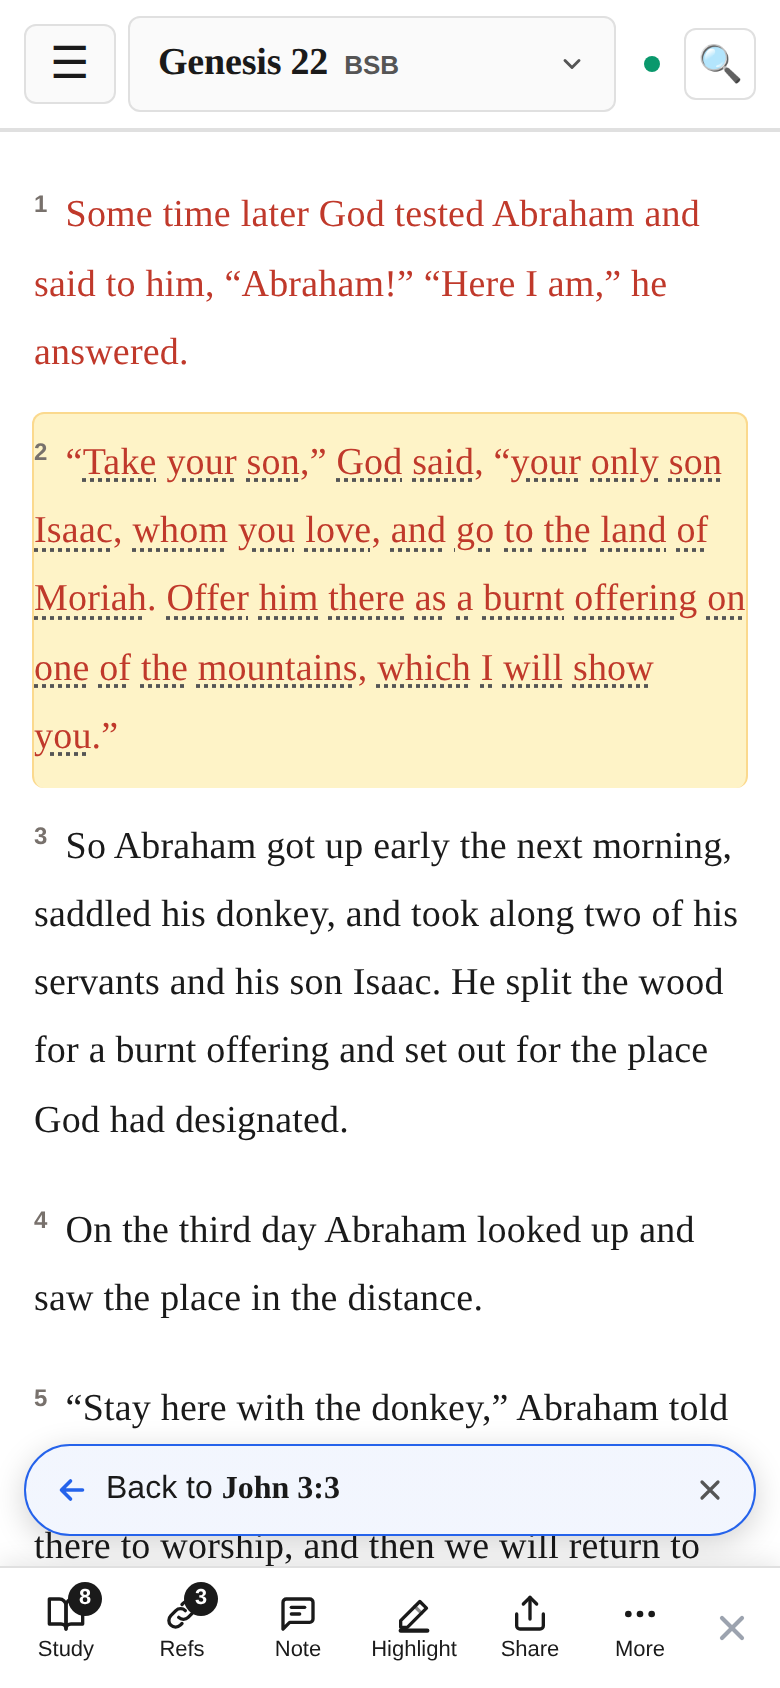 Genesis 22 BSB
1 Some time later God tested Abraham and
said to him, “Abraham!” “Here I am,” he
answered.
2 “Take your son,” God said, “your only son
Isaac, whom you love, and go to the land of
Moriah. Offer him there as a burnt offering on
one of the mountains, which I will show
you.”
3 So Abraham got up early the next morning,
saddled his donkey, and took along two of his
servants and his son Isaac. He split the wood
for a burnt offering and set out for the place
God had designated.
4 On the third day Abraham looked up and
saw the place in the distance.
5 “Stay here with the donkey,” Abraham told
Back to John 3:3
there to worship, and then we will return to
8 3
Study Refs Note Highlight Share More